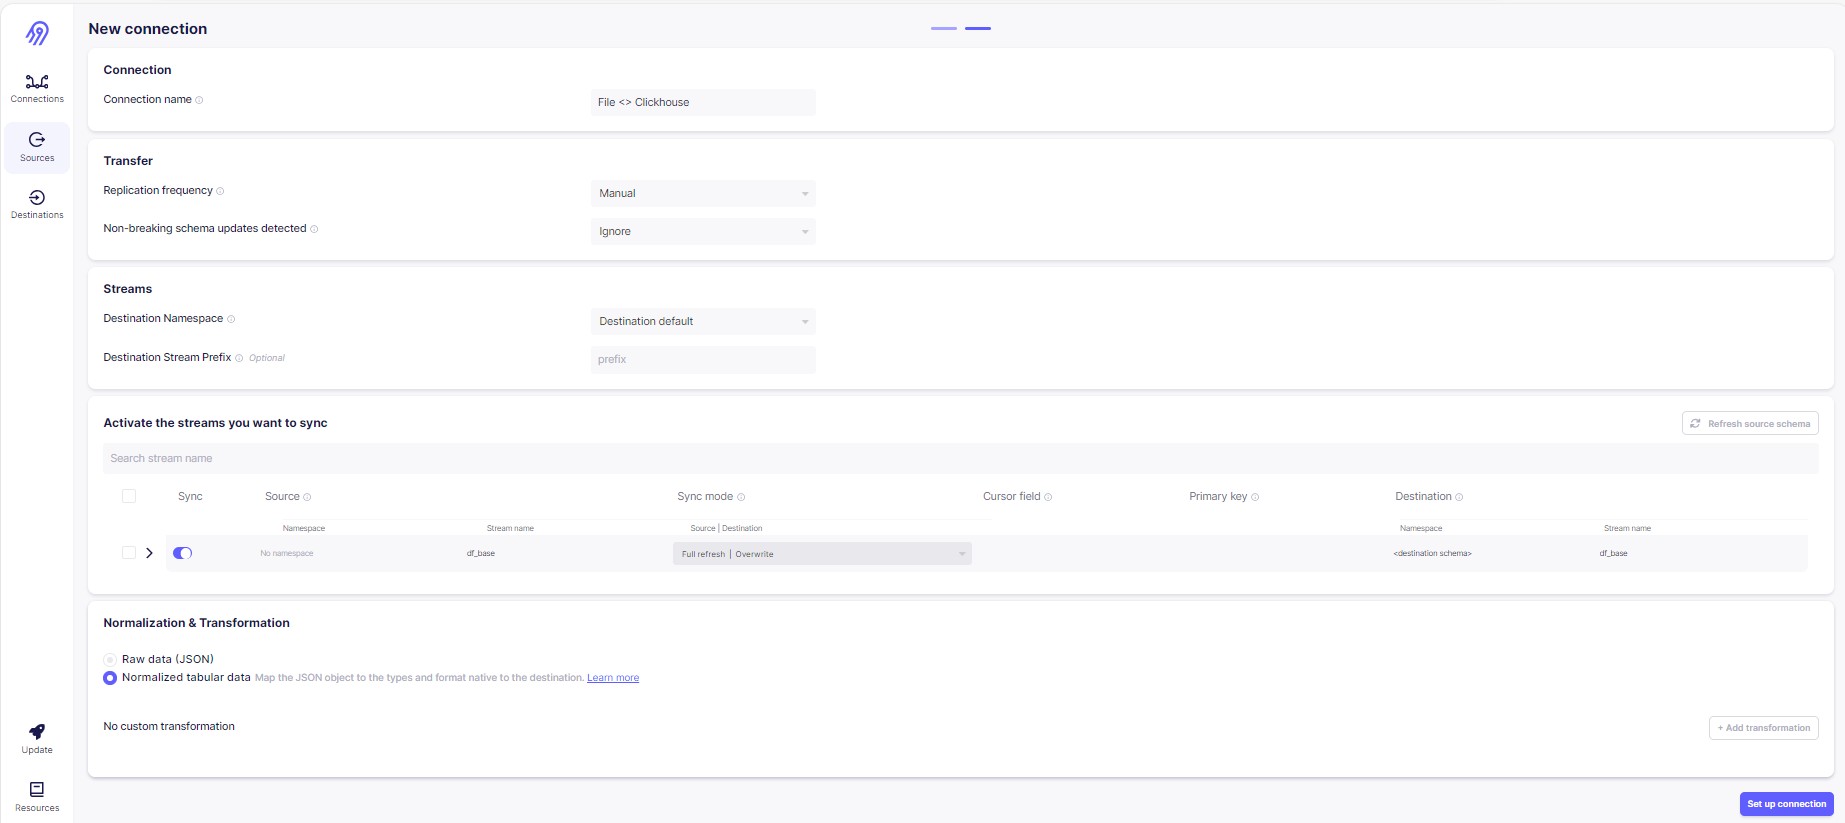 New connection
Connections
Sources
Destinations
Update
Resources
Connection
Connection name
File <> Clickhouse
Transfer
Replication frequency
Manual
Non-breaking schema updates detected
Ignore
Streams
Destination Namespace
Destination default
Destination Stream Prefix Optional
prefix
Activate the streams you want to sync
Refresh source schema
Search stream name
Sync Source Sync mode Cursor field Primary key Destination
Namespace Stream name Source | Destination Namespace Stream name
No namespace df_base Full refresh | Overwrite <destination schema> df_base
Normalization & Transformation
Raw data (JSON)
Normalized tabular data Map the JSON object to the types and format native to the destination. Learn more
No custom transformation
+ Add transformation
Set up connection